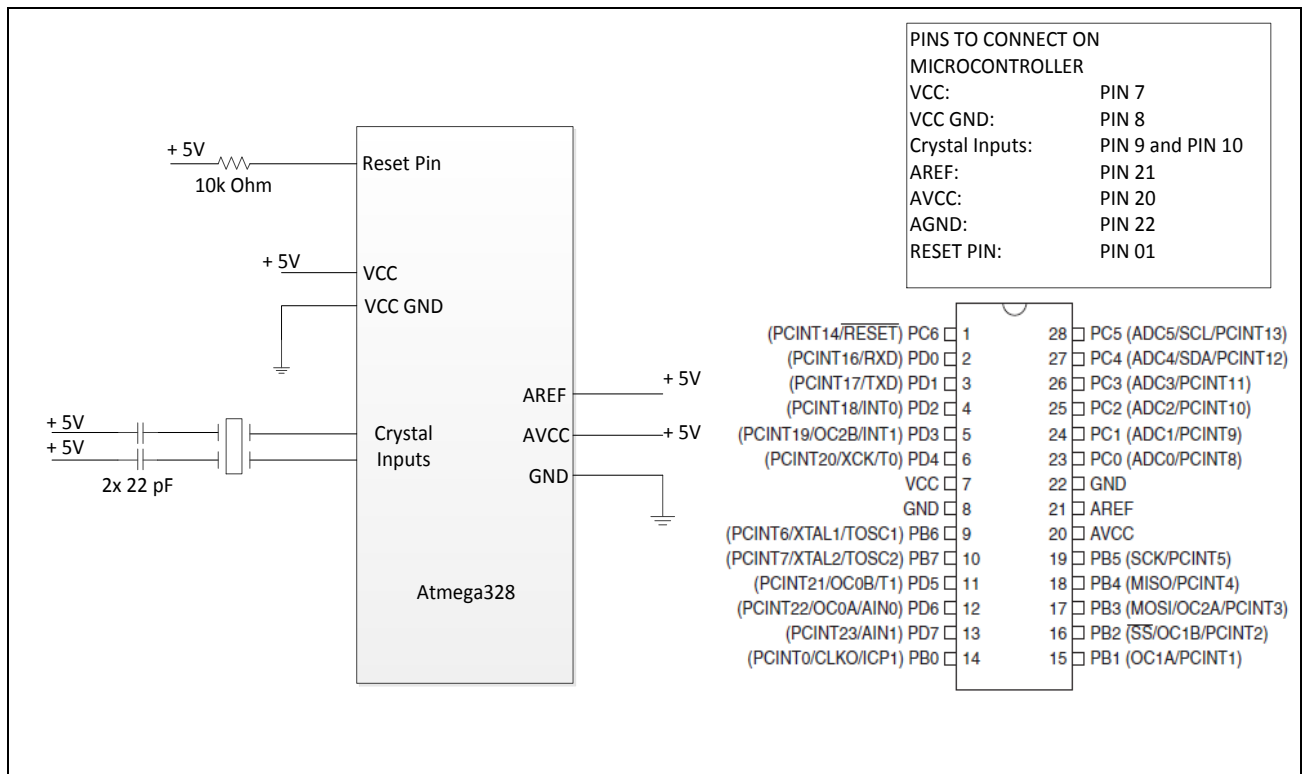 PINS TO CONNECT ON
MICROCONTROLLER
VCC: PIN 7
VCC GND: PIN 8
Crystal Inputs: PIN 9 and PIN 10
AREF: PIN 21
AVCC: PIN 20
AGND: PIN 22
RESET PIN: PIN 01
+ 5V
10k Ohm
Reset Pin
+ 5V
VCC
VCC GND
AREF
+ 5V
+ 5V
+ 5V
2x 22 pF
Crystal
Inputs
AVCC
+ 5V
GND
Atmega328
(PCINT14/RESET) PC6 1
(PCINT16/RXD) PD0 2
(PCINT17/TXD) PD1 3
(PCINT18/INT0) PD2 4
(PCINT19/OC2B/INT1) PD3 5
(PCINT20/XCK/T0) PD4 6
VCC 7
GND 8
(PCINT6/XTAL1/TOSC1) PB6 9
(PCINT7/XTAL2/TOSC2) PB7 10
(PCINT21/OC0B/T1) PD5 11
(PCINT22/OC0A/AIN0) PD6 12
(PCINT23/AIN1) PD7 13
(PCINT0/CLKO/ICP1) PB0 14
28 PC5 (ADC5/SCL/PCINT13)
27 PC4 (ADC4/SDA/PCINT12)
26 PC3 (ADC3/PCINT11)
25 PC2 (ADC2/PCINT10)
24 PC1 (ADC1/PCINT9)
23 PC0 (ADC0/PCINT8)
22 GND
21 AREF
20 AVCC
19 PB5 (SCK/PCINT5)
18 PB4 (MISO/PCINT4)
17 PB3 (MOSI/OC2A/PCINT3)
16 PB2 (SS/OC1B/PCINT2)
15 PB1 (OC1A/PCINT1)